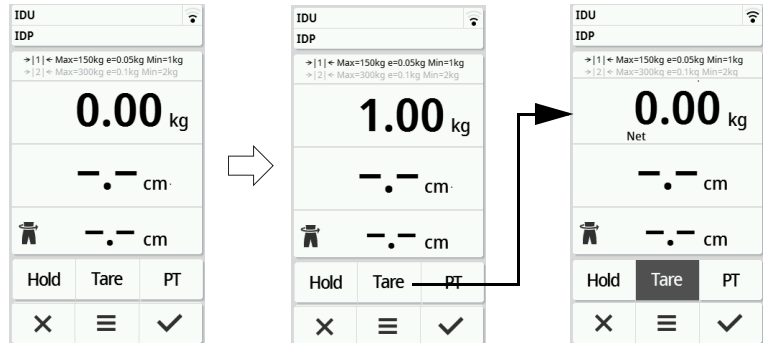 IDU
IDP
→|1|← Max=150kg e=0.05kg Min=1kg
→|2|← Max=300kg e=0.1kg Min=2kg
0.00 kg
-.- cm
-.- cm
Hold Tare PT
IDU
IDP
→|1|← Max=150kg e=0.05kg Min=1kg
→|2|← Max=300kg e=0.1kg Min=2kg
1.00 kg
-.- cm
-.- cm
Hold Tare PT
IDU
IDP
→|1|← Max=150kg e=0.05kg Min=1kg
→|2|← Max=300kg e=0.1kg Min=2kg
0.00 kg
Net
-.- cm
-.- cm
Hold Tare PT